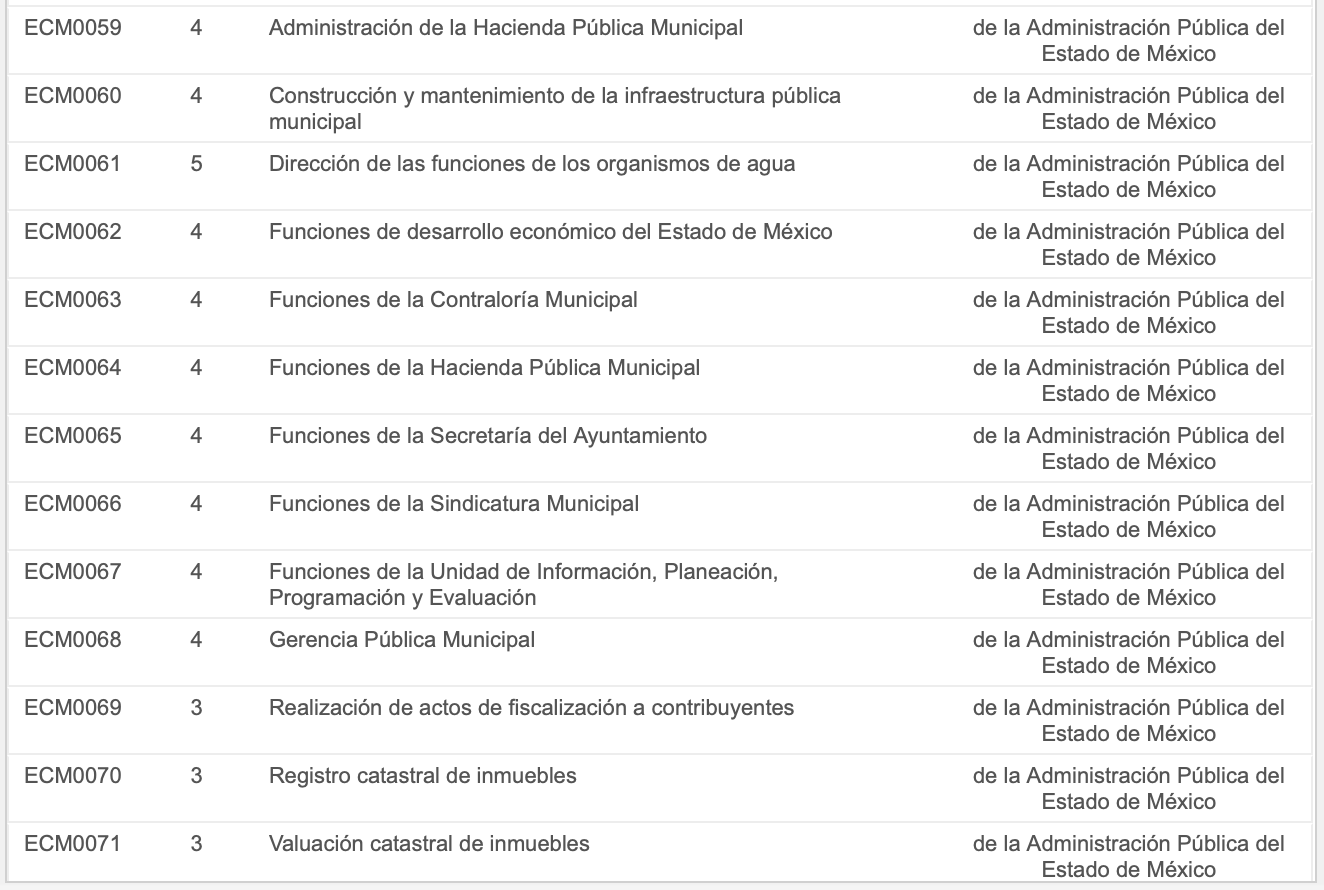 ECM0059 4 Administración de la Hacienda Pública Municipal de la Administración Pública del
Estado de México
ECM0060 4 Construcción y mantenimiento de la infraestructura pública de la Administración Pública del
municipal Estado de México
ECM0061 5 Dirección de las funciones de los organismos de agua de la Administración Pública del
Estado de México
ECM0062 4 Funciones de desarrollo económico del Estado de México de la Administración Pública del
Estado de México
ECM0063 4 Funciones de la Contraloría Municipal de la Administración Pública del
Estado de México
ECM0064 4 Funciones de la Hacienda Pública Municipal de la Administración Pública del
Estado de México
ECM0065 4 Funciones de la Secretaría del Ayuntamiento de la Administración Pública del
Estado de México
ECM0066 4 Funciones de la Sindicatura Municipal de la Administración Pública del
Estado de México
ECM0067 4 Funciones de la Unidad de Información, Planeación, de la Administración Pública del
Programación y Evaluación Estado de México
ECM0068 4 Gerencia Pública Municipal de la Administración Pública del
Estado de México
ECM0069 3 Realización de actos de fiscalización a contribuyentes de la Administración Pública del
Estado de México
ECM0070 3 Registro catastral de inmuebles de la Administración Pública del
Estado de México
ECM0071 3 Valuación catastral de inmuebles de la Administración Pública del
Estado de México